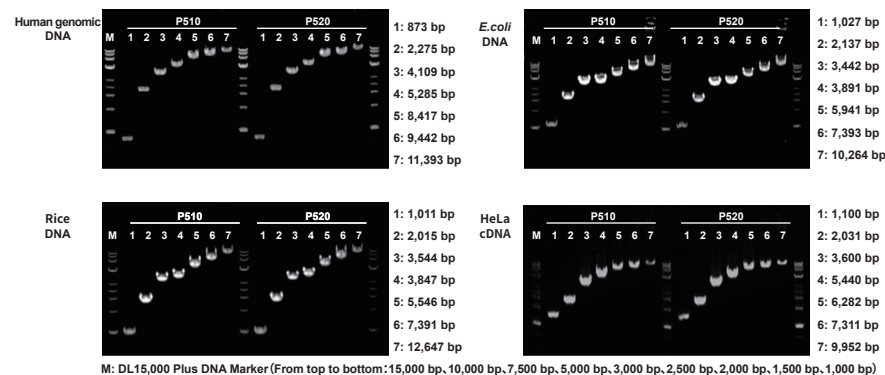 Human genomic
DNA
P510
P520
M 1 2 3 4 5 6 7 1 2 3 4 5 6 7
1: 873 bp
2: 2,275 bp
3: 4,109 bp
4: 5,285 bp
5: 8,417 bp
6: 9,442 bp
7: 11,393 bp
E.coli
DNA
P510
P520
M 1 2 3 4 5 6 7 1 2 3 4 5 6 7
1: 1,027 bp
2: 2,137 bp
3: 3,442 bp
4: 3,891 bp
5: 5,941 bp
6: 7,393 bp
7: 10,264 bp
Rice
DNA
P510
P520
M 1 2 3 4 5 6 7 1 2 3 4 5 6 7
1: 1,011 bp
2: 2,015 bp
3: 3,544 bp
4: 3,847 bp
5: 5,546 bp
6: 7,391 bp
7: 12,647 bp
HeLa
cDNA
P510
P520
M 1 2 3 4 5 6 7 1 2 3 4 5 6 7
1: 1,100 bp
2: 2,031 bp
3: 3,600 bp
4: 5,440 bp
5: 6,282 bp
6: 7,311 bp
7: 9,952 bp
M: DL15,000 Plus DNA Marker(From top to bottom:15,000 bp、10,000 bp、7,500 bp、5,000 bp、3,000 bp、2,500 bp、2,000 bp、1,500 bp、1,000 bp)